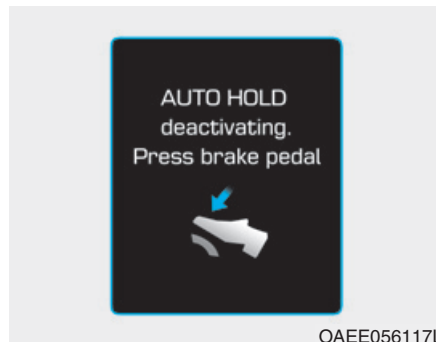 AUTO HOLD
deactivating.
Press brake pedal
OAEE056117L